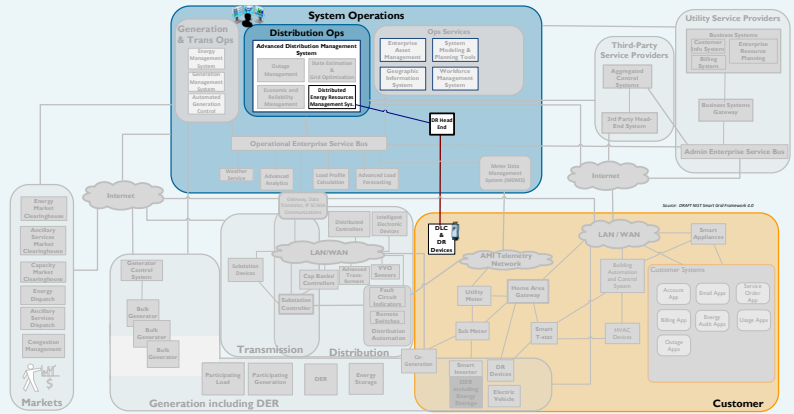 System Operations
Generation
& Trans Ops
Energy
Management
System
Generation
Management
System
Automated
Generation
Control
Distribution Ops
Advanced Distribution Management
System
Outage
Management
State Estimation
&
Grid Optimization
Economic and
Reliability
Management
Distributed
Energy Resources
Management Sys.
Ops Services
Enterprise
Asset
Management
System
Modeling &
Planning Tools
Geographic
Information
System
Workforce
Management
System
DR Head
End
Operational Enterprise Service Bus
Weather
Service
Advanced
Analytics
Load Profile
Calculation
Advanced Load
Forecasting
Meter Data
Management
System (MDMS)
Third-Party
Service Providers
Aggregated
Control
Systems
3rd Party Head-
End System
Utility Service Providers
Business Systems
Customer
Info System
Billing
System
Enterprise
Resource
Planning
Business Systems
Gateway
Admin Enterprise Service Bus
Internet
Internet
Source: DRAFT NIST Smart Grid Framework 4.0
Energy
Market
Clearinghouse
Ancillary
Services
Market
Clearinghouse
Capacity
Market
Clearinghouse
Energy
Dispatch
Ancillary
Services
Dispatch
Congestion
Management
Markets
Generator
Control
System
Bulk
Generator
Bulk
Generator
Bulk
Generator
Generation including DER
Participating
Load
Participating
Generation
DER
Energy
Storage
Communications
Distributed
Controllers
Intelligent
Electronic
Devices
LAN/WAN
Substation
Devices
Cap Banks/
Controllers
Advanced
VVO
Sensors
Substation
Controller
Fault
Circuit
Indicators
Remote
Switches
Distribution
Automation
Transmission
Distribution
DLC
&
DR
Devices
AMI Telemetry
Network
LAN / WAN
Smart
Appliances
Utility
Meter
Home Area
Gateway
Building
Automation
and Control
System
Sub Meter
Smart
T-stat
HVAC
Devices
Co-
Generation
Smart
Inverter
DER
including
Energy
Storage
DR
Devices
Electric
Vehicle
Customer Systems
Account
App
Email Apps
Service
Order
App
Billing App
Energy
Audit Apps
Usage Apps
Outage
Apps
Customer